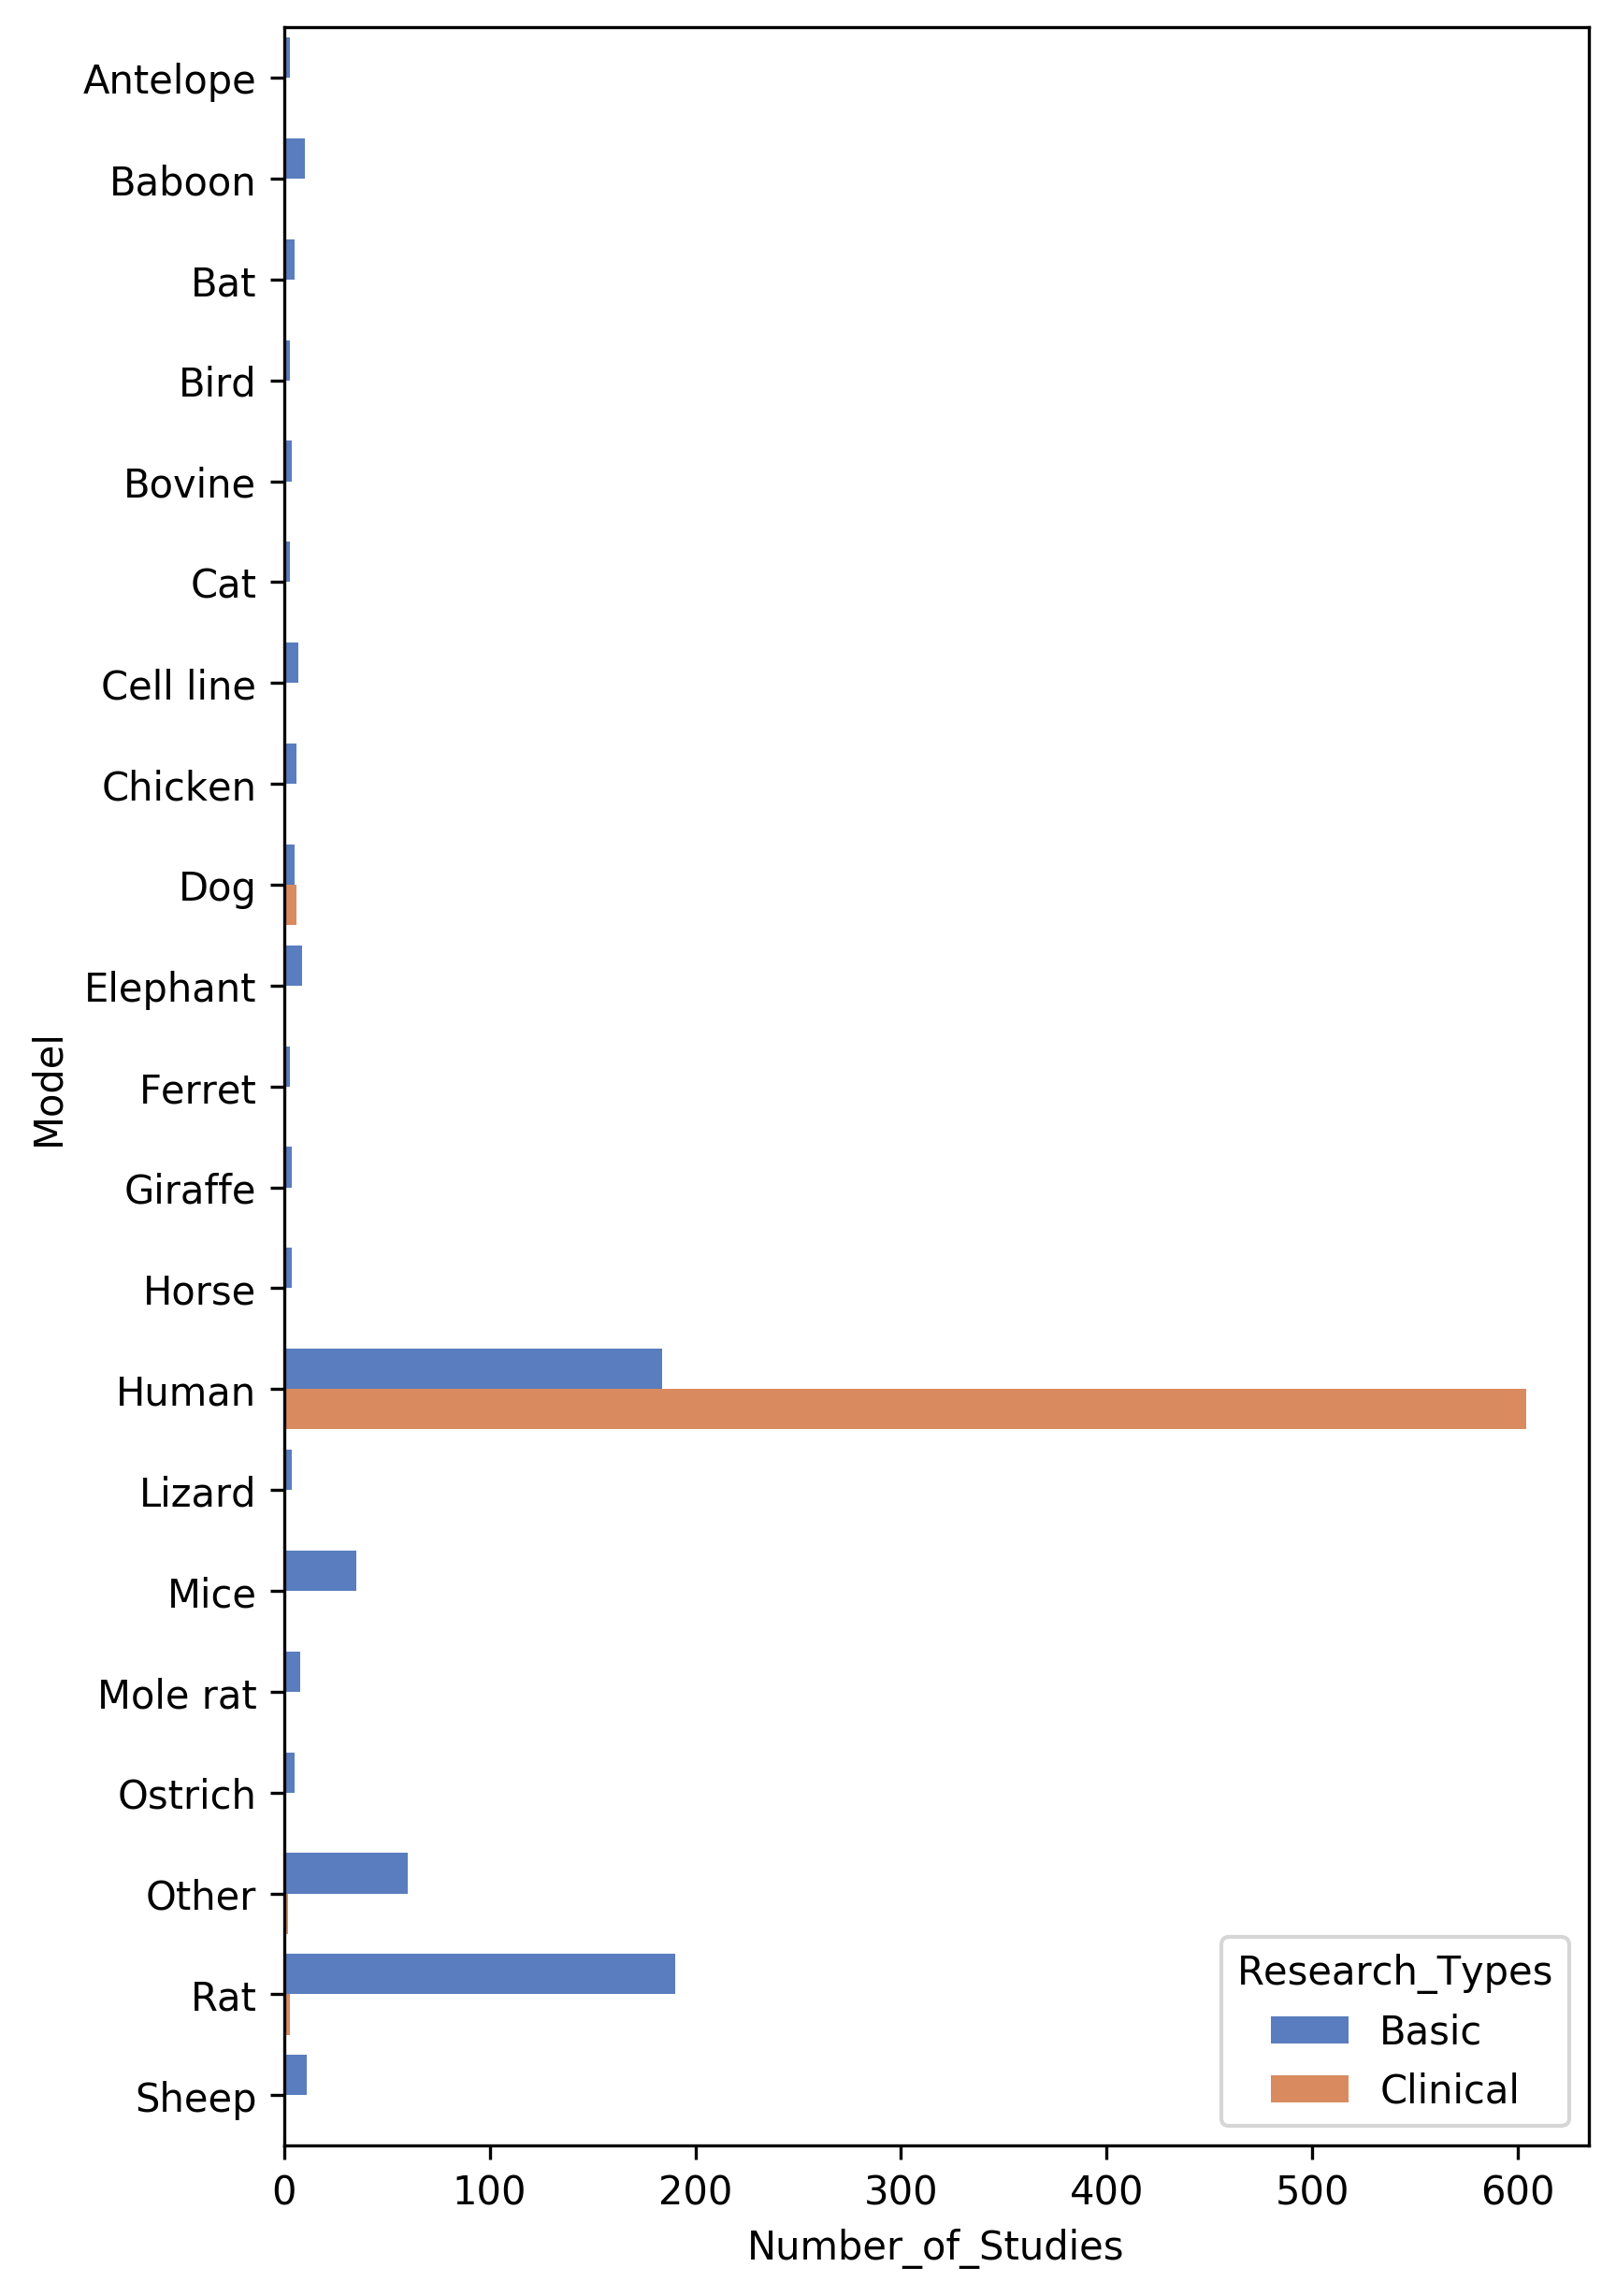 Antelope
Baboon
Bat
Bird
Bovine
Cat
Cell line
Chicken
Dog
Elephant
Ferret
Giraffe
Horse
Human
Lizard
Mice
Mole rat
Ostrich
Other
Rat
Sheep
Model
Research_Types
Basic
Clinical
0 100 200 300 400 500 600
Number_of_Studies